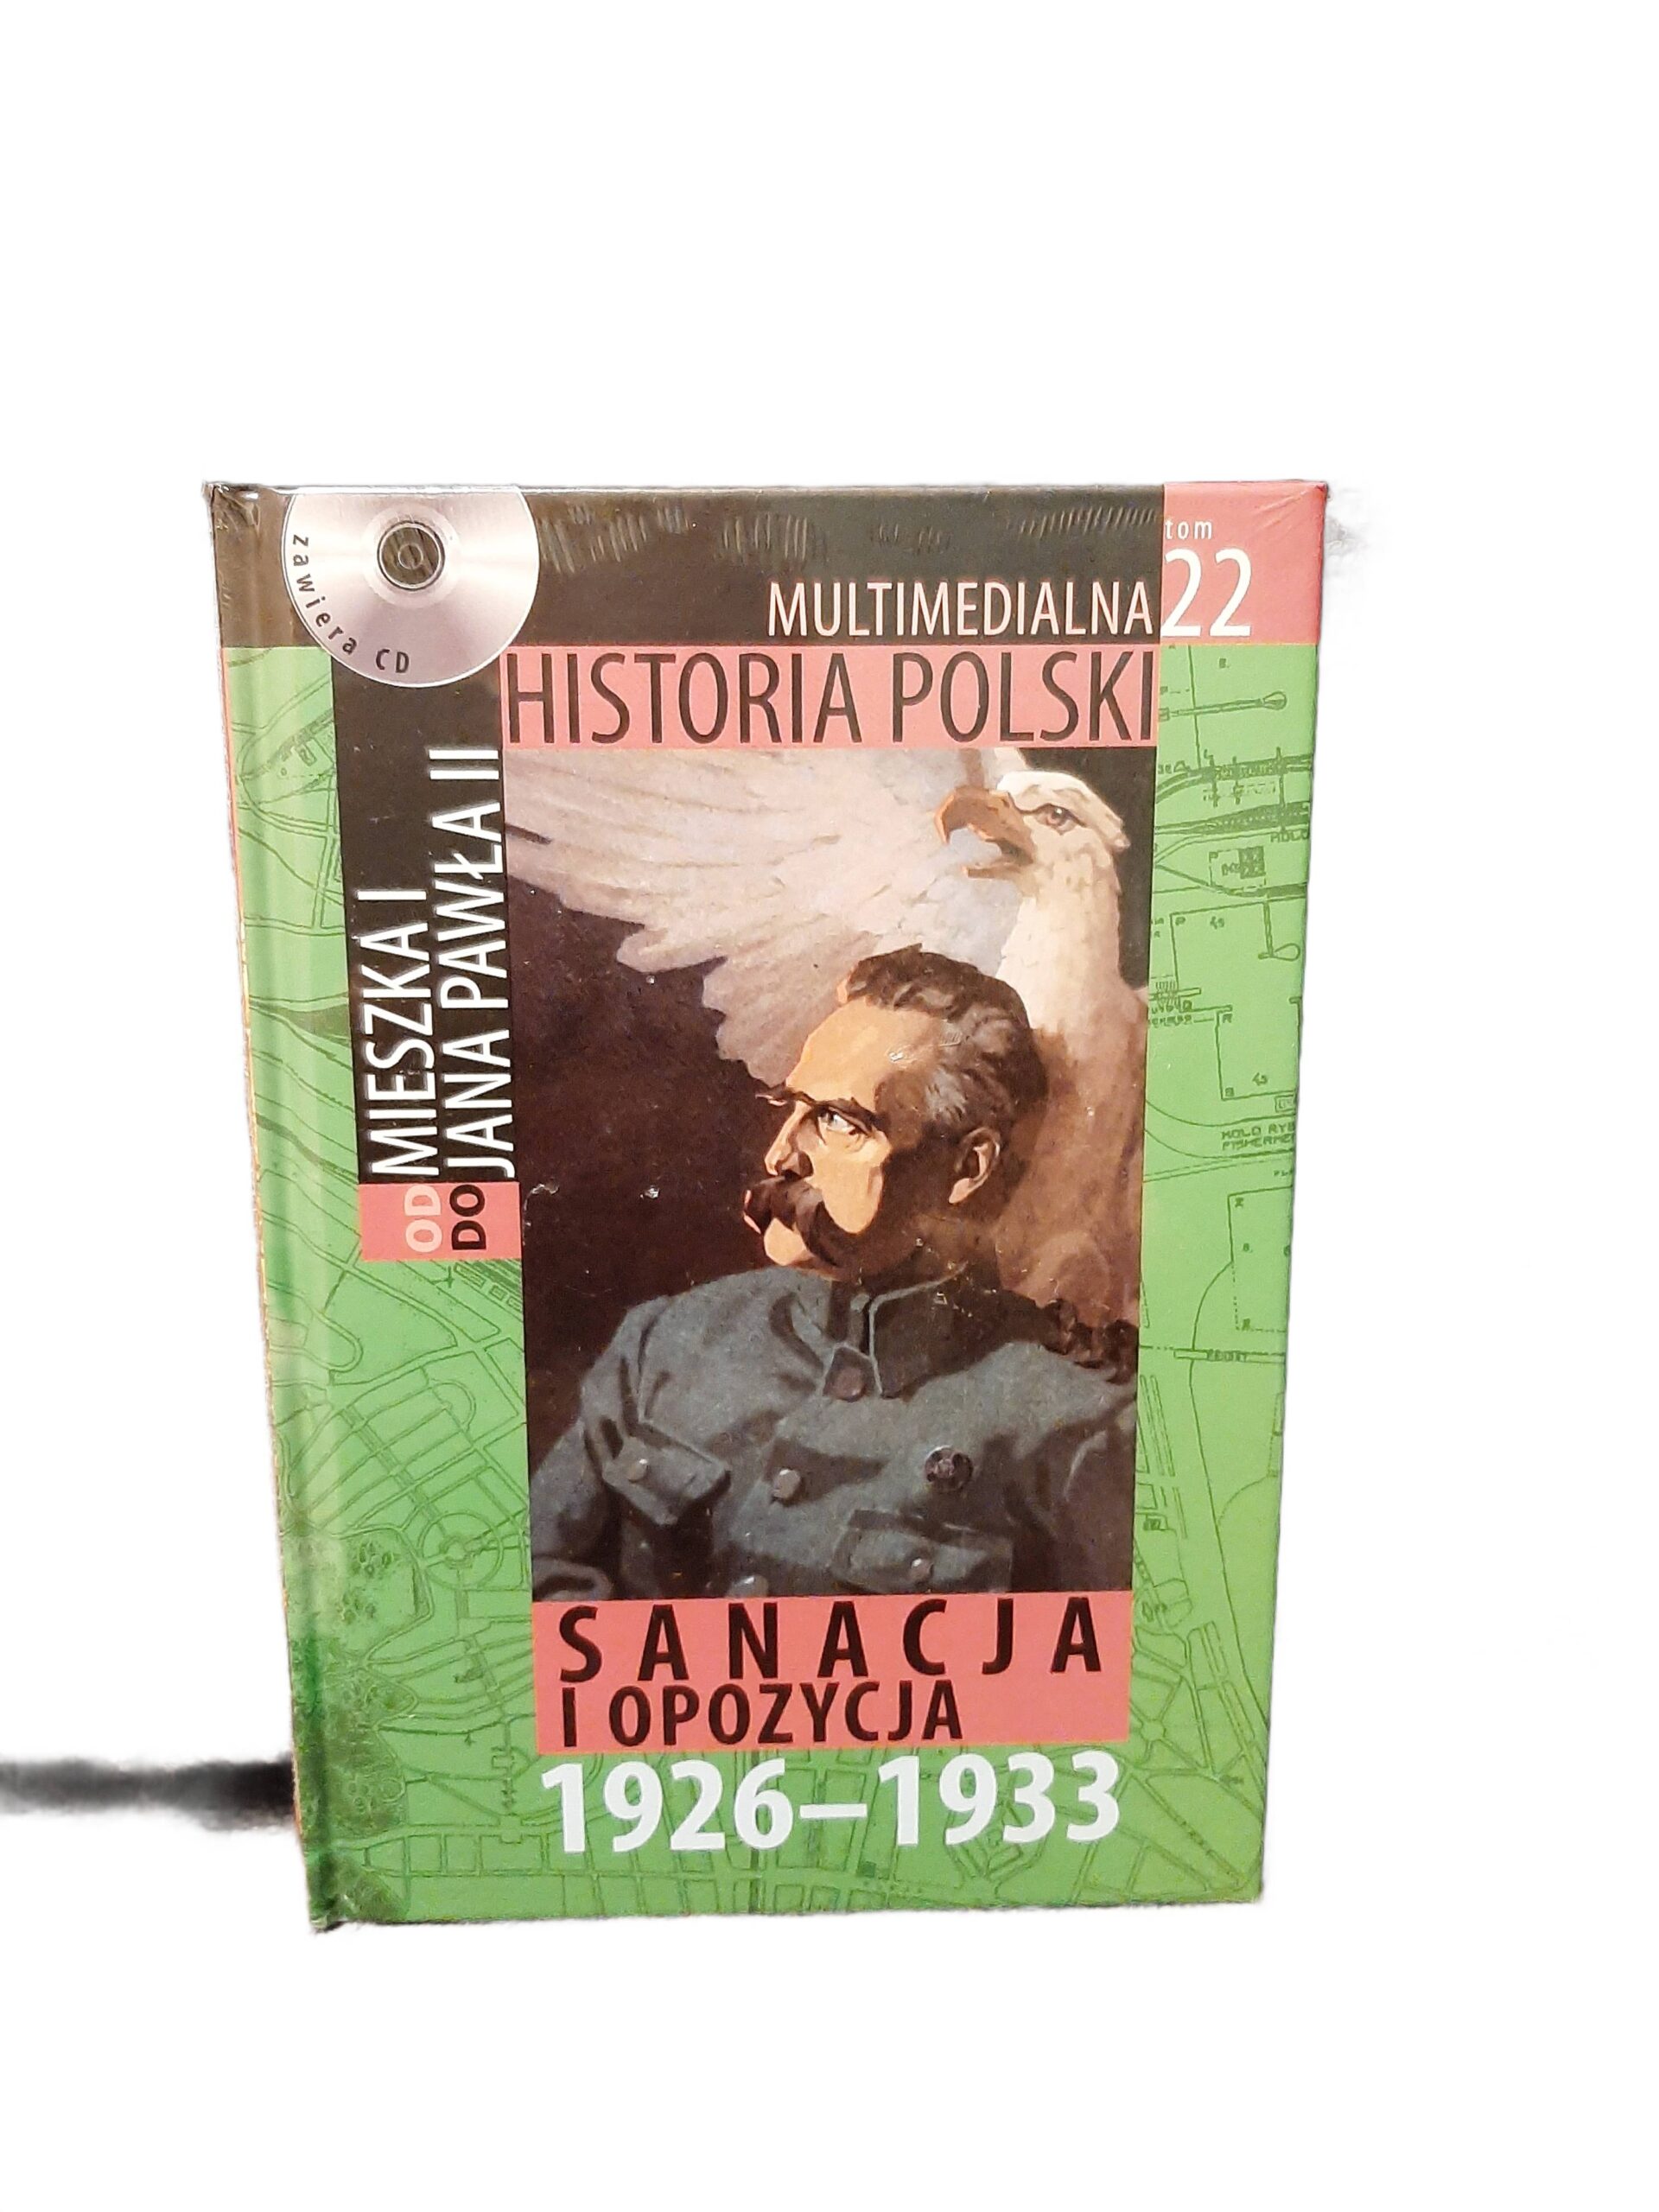 zawiera CD
tom
22
MULTIMEDIALNA
HISTORIA POLSKI
OD MIESZKA I
DO JANA PAWŁA II
SANACJA
I OPOZYCJA
1926–1933